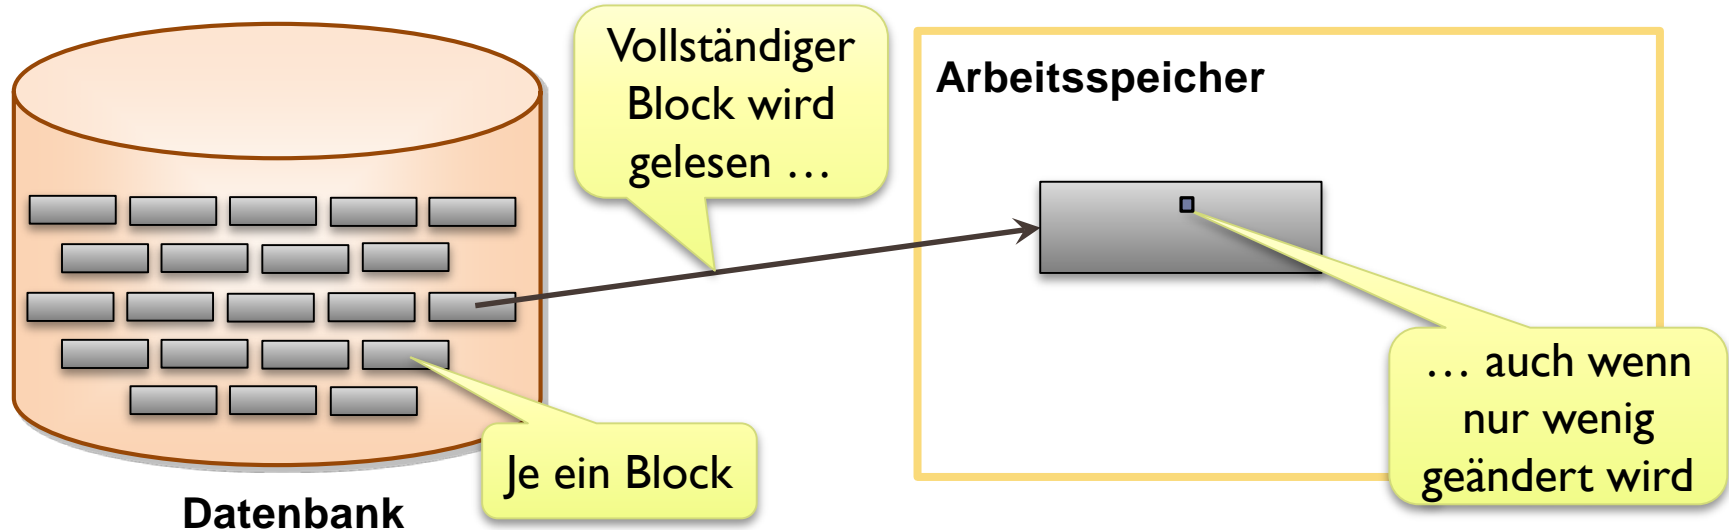 Vollständiger
Block wird
gelesen …
Arbeitsspeicher
… auch wenn
nur wenig
geändert wird
Je ein Block
Datenbank